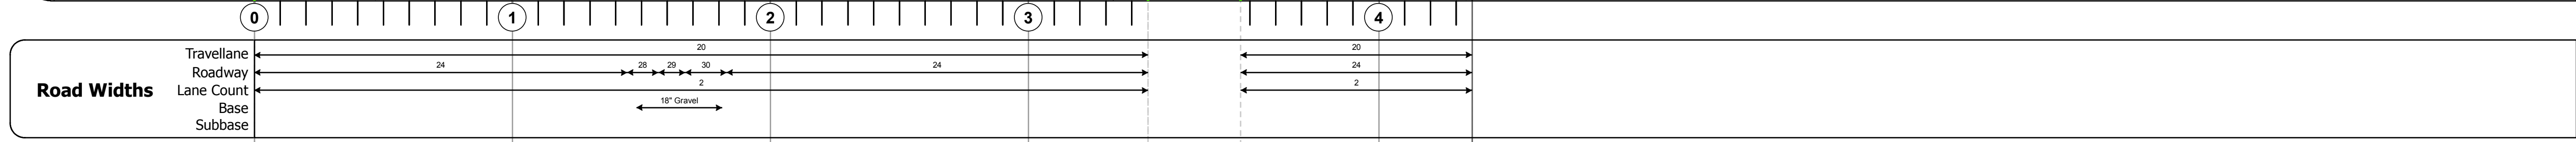 0 1 2 3 4
Travellane 20 20
Roadway 24 28 29 30 24 24
Road Widths
Lane Count 2 2
Base 18" Gravel
Subbase